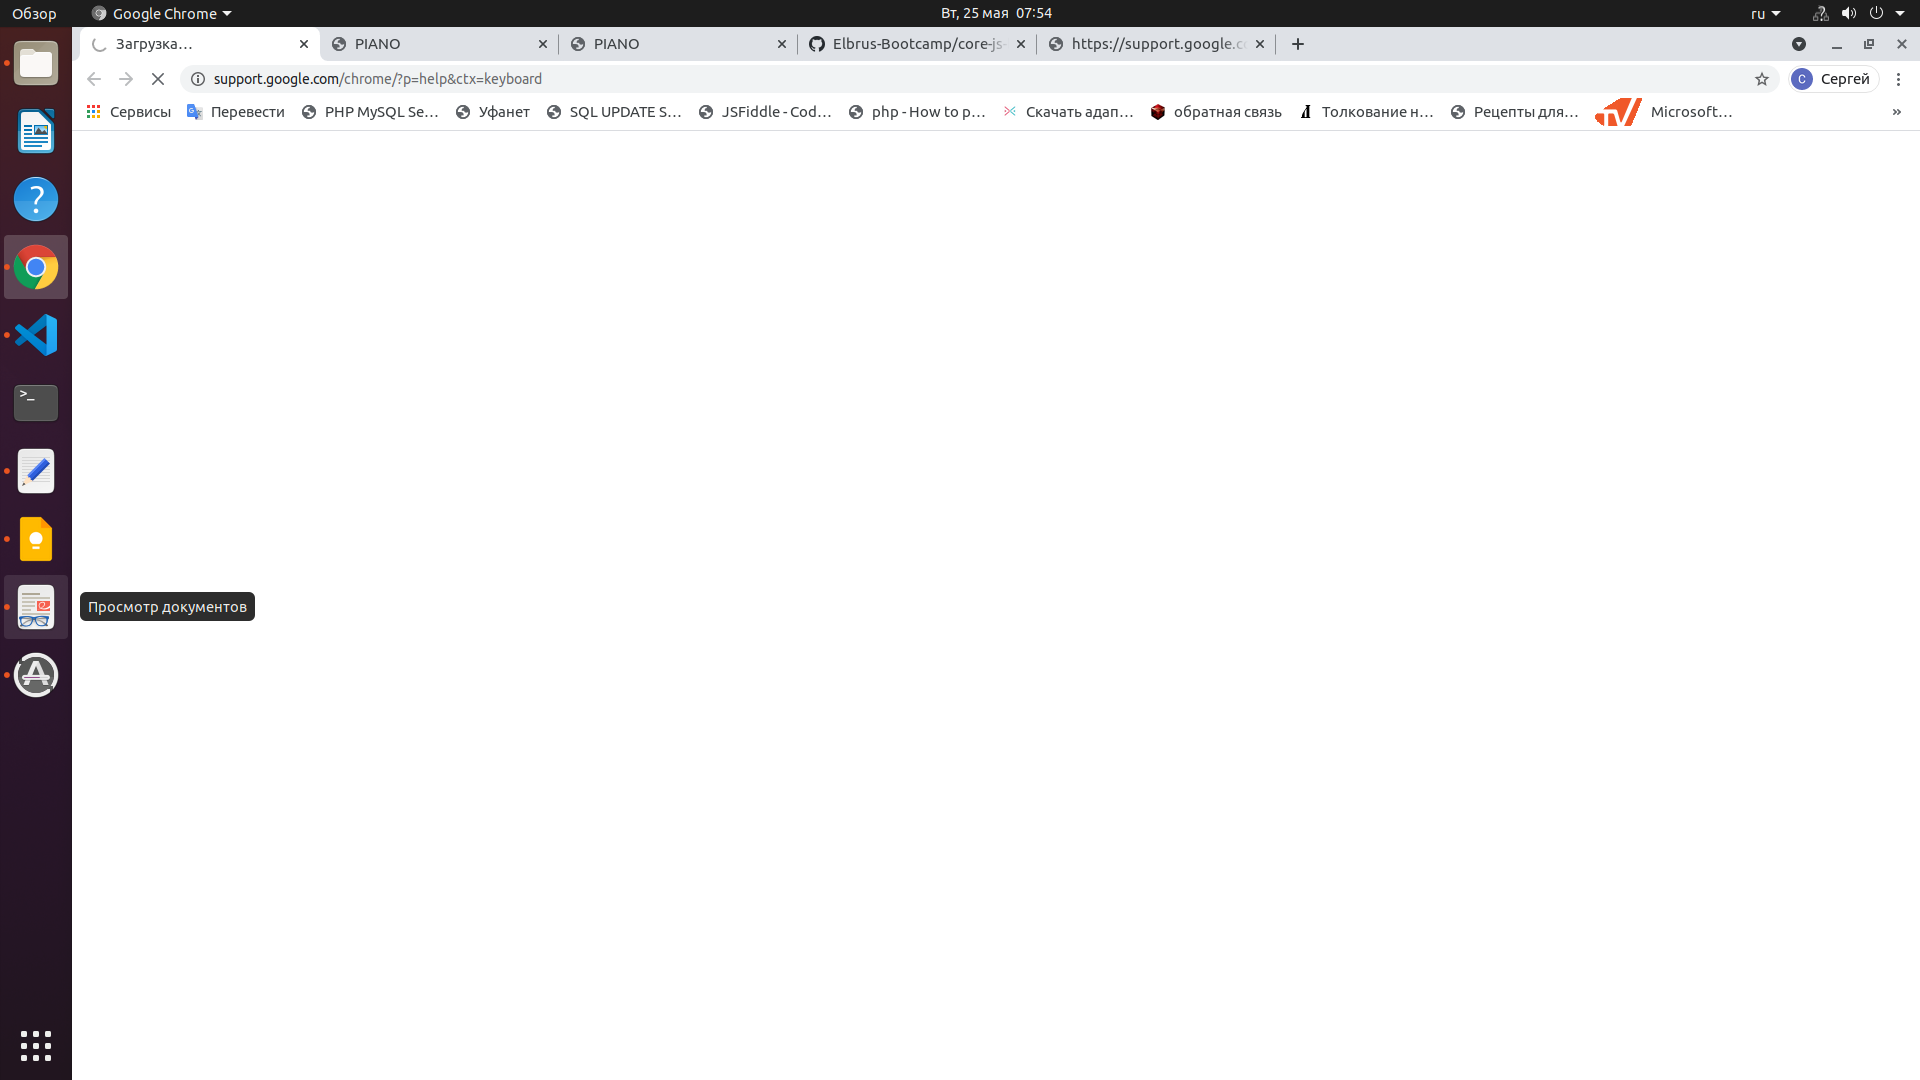 Обзор Google Chrome Вт, 25 мая 07:54 ru
Загрузка... PIANO PIANO Elbrus-Bootcamp/core-js- https://support.google.c
support.google.com/chrome/?p=help&ctx=keyboard С Сергей
Сервисы Перевести PHP MySQL Se... Уфанет SQL UPDATE S... JSFiddle - Cod... php - How to p... Скачать адап... обратная связь Толкование н... Рецепты для... TV Microsoft... »
Просмотр документов